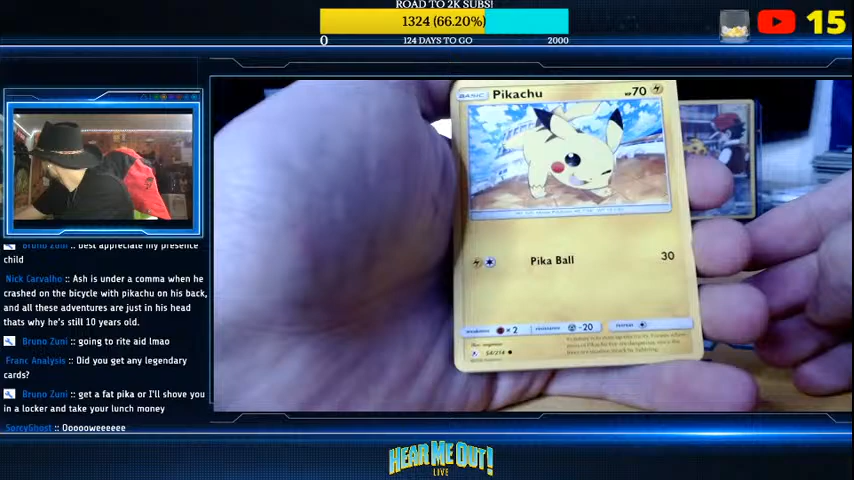 ROAD TO 2K SUBS!
1324 (66.20%)
0 124 DAYS TO GO 2000
15
BASIC Pikachu HP70
Pika Ball 30
weakness × 2 resistance -20 retreat
54/214
Bruno Zuni :: best appreciate my presence
child
Nick Carvalho :: Ash is under a comma when he
crashed on the bicycle with pikachu on his back,
and all these adventures are just in his head
thats why he's still 10 years old.
Bruno Zuni :: going to rite aid lmao
Franc Analysis :: Did you get any legendary
cards?
Bruno Zuni :: get a fat pika or I'll shove you
in a locker and take your lunch money
SorcyGhost :: Oooooweeeeee
HEAR ME OUT!
LIVE